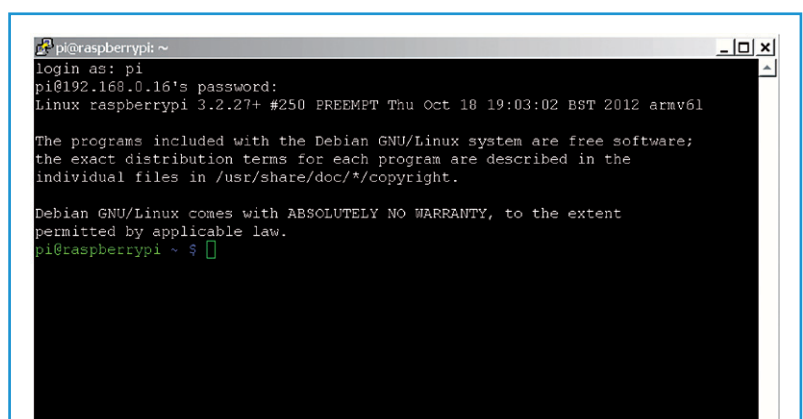 pi@raspberrypi: ~
login as: pi
pi@192.168.0.16's password:
Linux raspberrypi 3.2.27+ #250 PREEMPT Thu Oct 18 19:03:02 BST 2012 armv6l
The programs included with the Debian GNU/Linux system are free software;
the exact distribution terms for each program are described in the
individual files in /usr/share/doc/*/copyright.
Debian GNU/Linux comes with ABSOLUTELY NO WARRANTY, to the extent
permitted by applicable law.
pi@raspberrypi ~ $